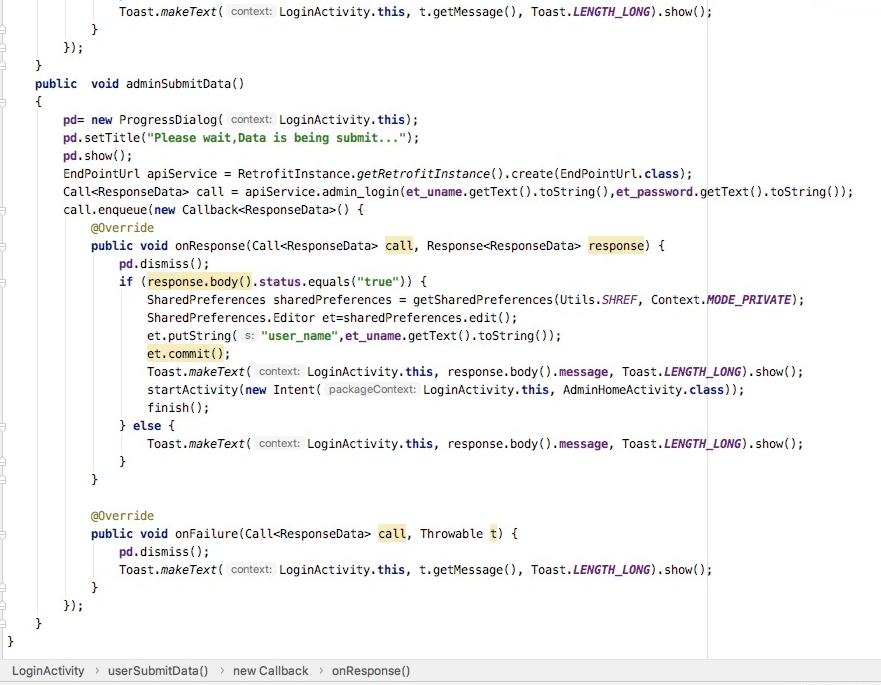 Toast.makeText( context: LoginActivity.this, t.getMessage(), Toast.LENGTH_LONG).show();
}
});
}
public  void adminSubmitData()
{
pd= new ProgressDialog( context: LoginActivity.this);
pd.setTitle("Please wait,Data is being submit...");
pd.show();
EndPointUrl apiService = RetrofitInstance.getRetrofitInstance().create(EndPointUrl.class);
Call<ResponseData> call = apiService.admin_login(et_uname.getText().toString(),et_password.getText().toString());
call.enqueue(new Callback<ResponseData>() {
@Override
public void onResponse(Call<ResponseData> call, Response<ResponseData> response) {
pd.dismiss();
if (response.body().status.equals("true")) {
SharedPreferences sharedPreferences = getSharedPreferences(Utils.SHREF, Context.MODE_PRIVATE);
SharedPreferences.Editor et=sharedPreferences.edit();
et.putString( s: "user_name",et_uname.getText().toString());
et.commit();
Toast.makeText( context: LoginActivity.this, response.body().message, Toast.LENGTH_LONG).show();
startActivity(new Intent( packageContext: LoginActivity.this, AdminHomeActivity.class));
finish();
} else {
Toast.makeText( context: LoginActivity.this, response.body().message, Toast.LENGTH_LONG).show();
}
}
@Override
public void onFailure(Call<ResponseData> call, Throwable t) {
pd.dismiss();
Toast.makeText( context: LoginActivity.this, t.getMessage(), Toast.LENGTH_LONG).show();
}
});
}
}
LoginActivity › userSubmitData() › new Callback › onResponse()